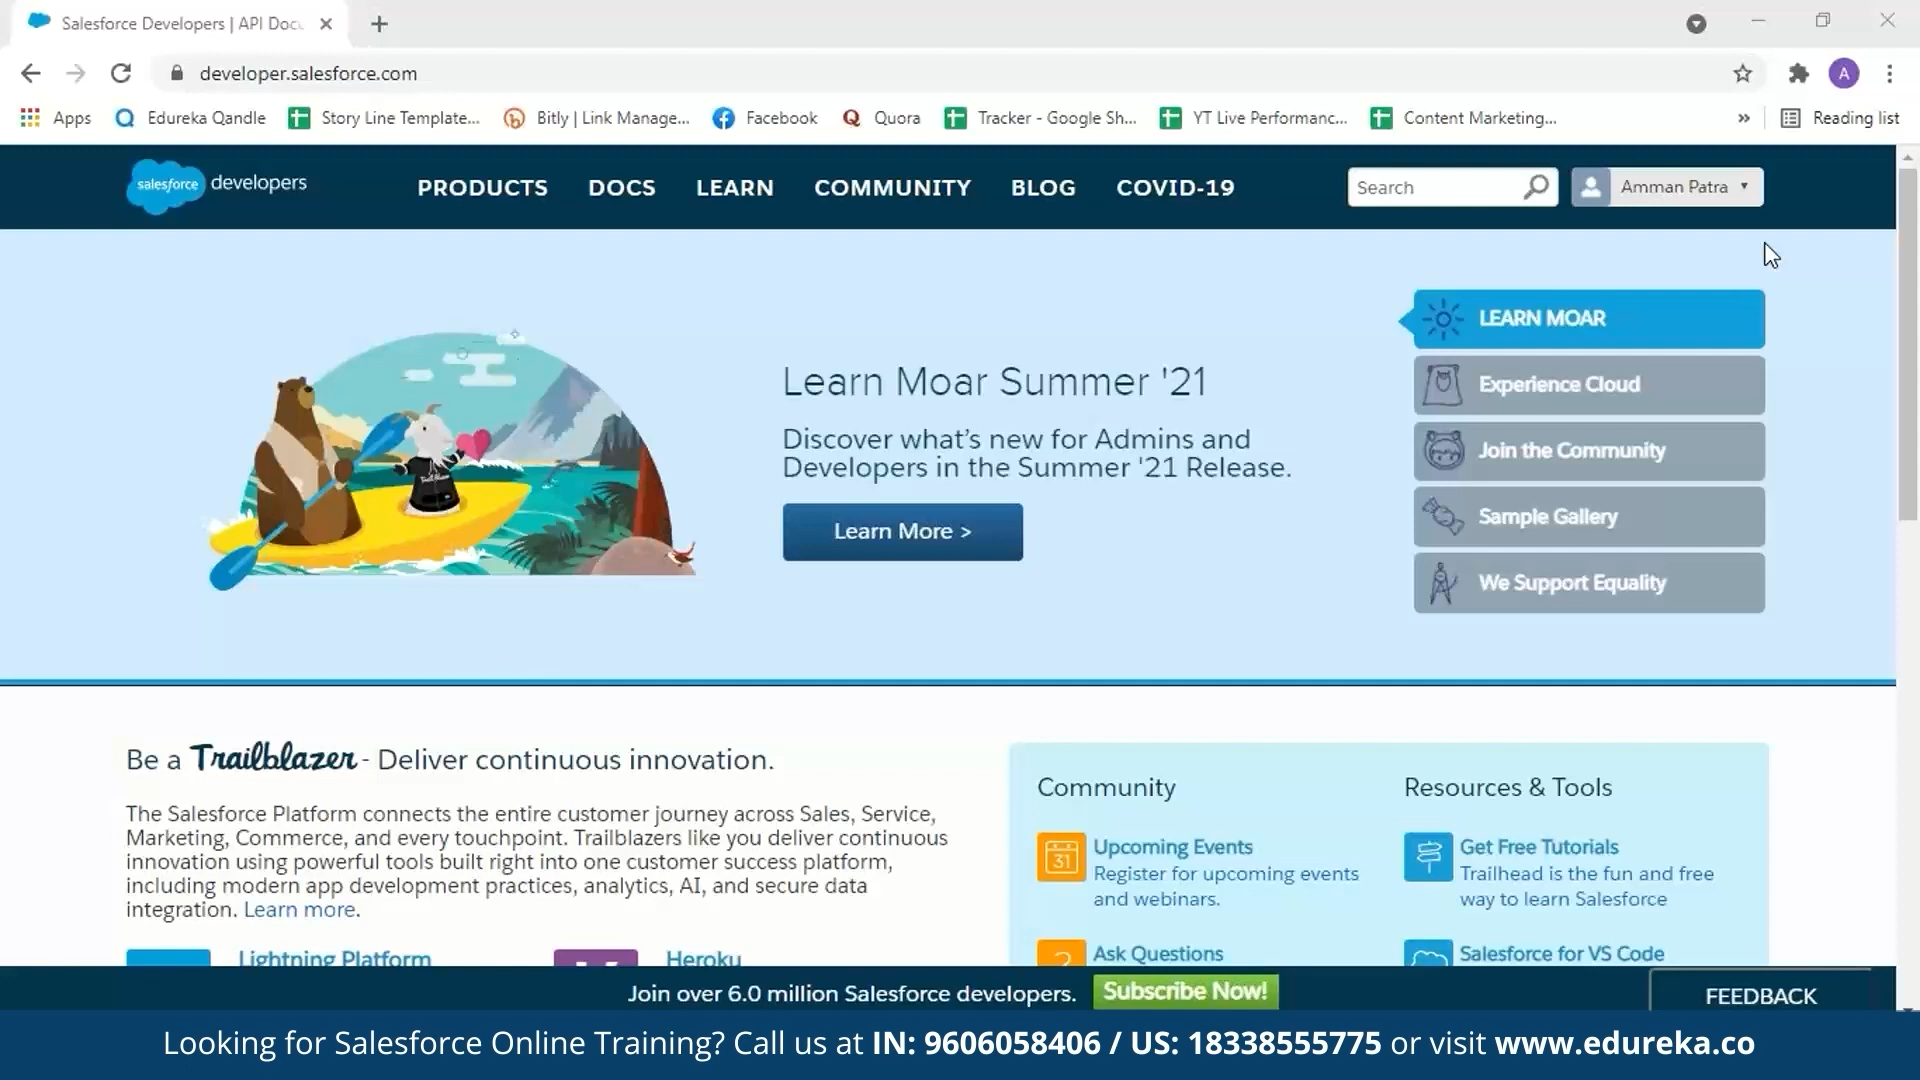 Salesforce Developers | API Docu
developer.salesforce.com
A
Apps
Edureka Qandle
Story Line Template...
Bitly | Link Manage...
Facebook
Quora
Tracker - Google Sh...
YT Live Performanc...
Content Marketing...
»
Reading list
salesforce developers
PRODUCTS
DOCS
LEARN
COMMUNITY
BLOG
COVID-19
Search
Amman Patra
LEARN MOAR
Experience Cloud
Join the Community
Sample Gallery
We Support Equality
Learn Moar Summer '21
Discover what's new for Admins and
Developers in the Summer '21 Release.
Learn More >
Be a Trailblazer - Deliver continuous innovation.
The Salesforce Platform connects the entire customer journey across Sales, Service,
Marketing, Commerce, and every touchpoint. Trailblazers like you deliver continuous
innovation using powerful tools built right into one customer success platform,
including modern app development practices, analytics, AI, and secure data
integration. Learn more.
Lightning Platform
Heroku
Community
31
Upcoming Events
Register for upcoming events
and webinars.
?
Ask Questions
Resources & Tools
Get Free Tutorials
Trailhead is the fun and free
way to learn Salesforce
Salesforce for VS Code
Join over 6.0 million Salesforce developers.
Subscribe Now!
FEEDBACK
Looking for Salesforce Online Training? Call us at IN: 9606058406 / US: 18338555775 or visit www.edureka.co